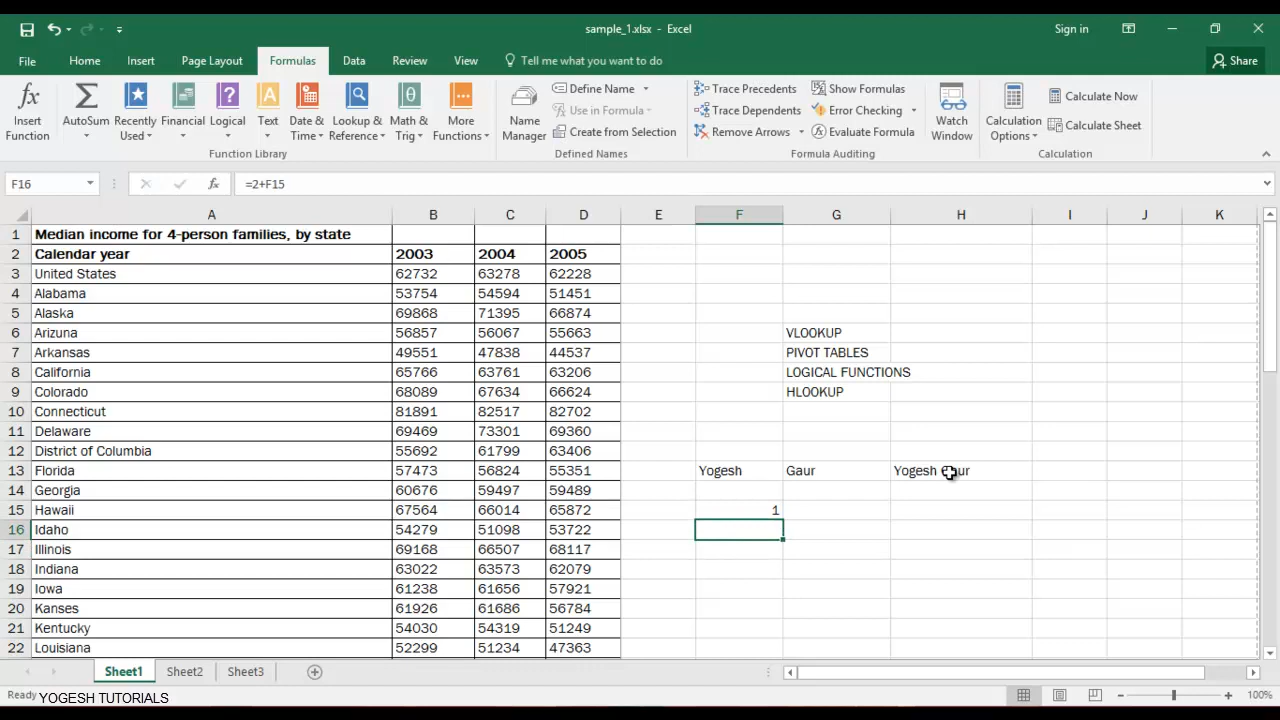 sample_1.xlsx - Excel
Sign in
File Home Insert Page Layout Formulas Data Review View Tell me what you want to do Share
Insert Function
AutoSum
Recently Used
Financial
Logical
Text
Date & Time
Lookup & Reference
Math & Trig
More Functions
Function Library
Name Manager
Define Name
Use in Formula
Create from Selection
Defined Names
Trace Precedents
Trace Dependents
Remove Arrows
Show Formulas
Error Checking
Evaluate Formula
Formula Auditing
Watch Window
Calculation Options
Calculate Now
Calculate Sheet
Calculation
F16 fx =2+F15
A B C D E F G H I J K
1 Median income for 4-person families, by state
2 Calendar year 2003 2004 2005
3 United States 62732 63278 62228
4 Alabama 53754 54594 51451
5 Alaska 69868 71395 66874
6 Arizuna 56857 56067 55663 VLOOKUP
7 Arkansas 49551 47838 44537 PIVOT TABLES
8 California 65766 63761 63206 LOGICAL FUNCTIONS
9 Colorado 68089 67634 66624 HLOOKUP
10 Connecticut 81891 82517 82702
11 Delaware 69469 73301 69360
12 District of Columbia 55692 61799 63406
13 Florida 57473 56824 55351 Yogesh Gaur Yogesh Gaur
14 Georgia 60676 59497 59489
15 Hawaii 67564 66014 65872 1
16 Idaho 54279 51098 53722
17 Illinois 69168 66507 68117
18 Indiana 63022 63573 62079
19 Iowa 61238 61656 57921
20 Kanses 61926 61686 56784
21 Kentucky 54030 54319 51249
22 Louisiana 52299 51234 47363
Sheet1 Sheet2 Sheet3
Ready YOGESH TUTORIALS 100%